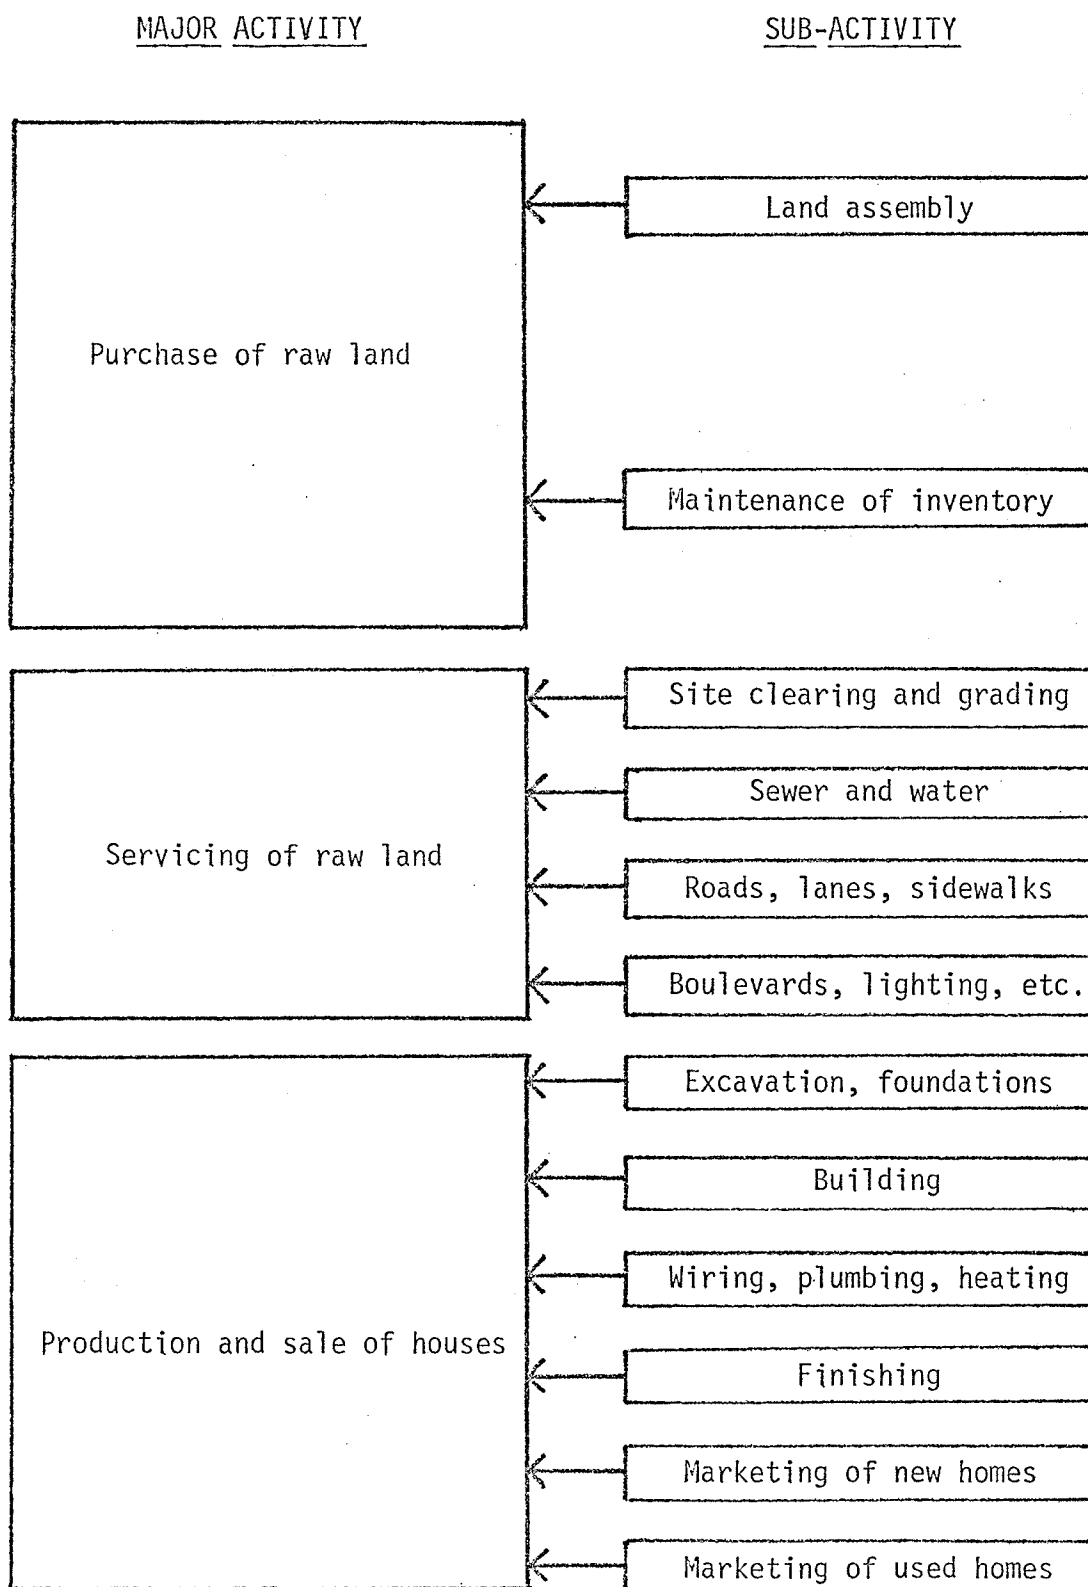 MAJOR ACTIVITY
SUB-ACTIVITY
Purchase of raw land
Land assembly
Maintenance of inventory
Servicing of raw land
Site clearing and grading
Sewer and water
Roads, lanes, sidewalks
Boulevards, lighting, etc.
Production and sale of houses
Excavation, foundations
Building
Wiring, plumbing, heating
Finishing
Marketing of new homes
Marketing of used homes